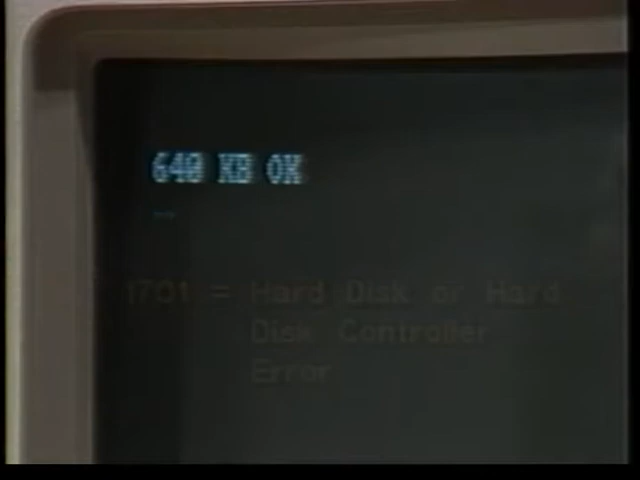 640 KB OK
1701 = Hard Disk or Hard
Disk Controller
Error